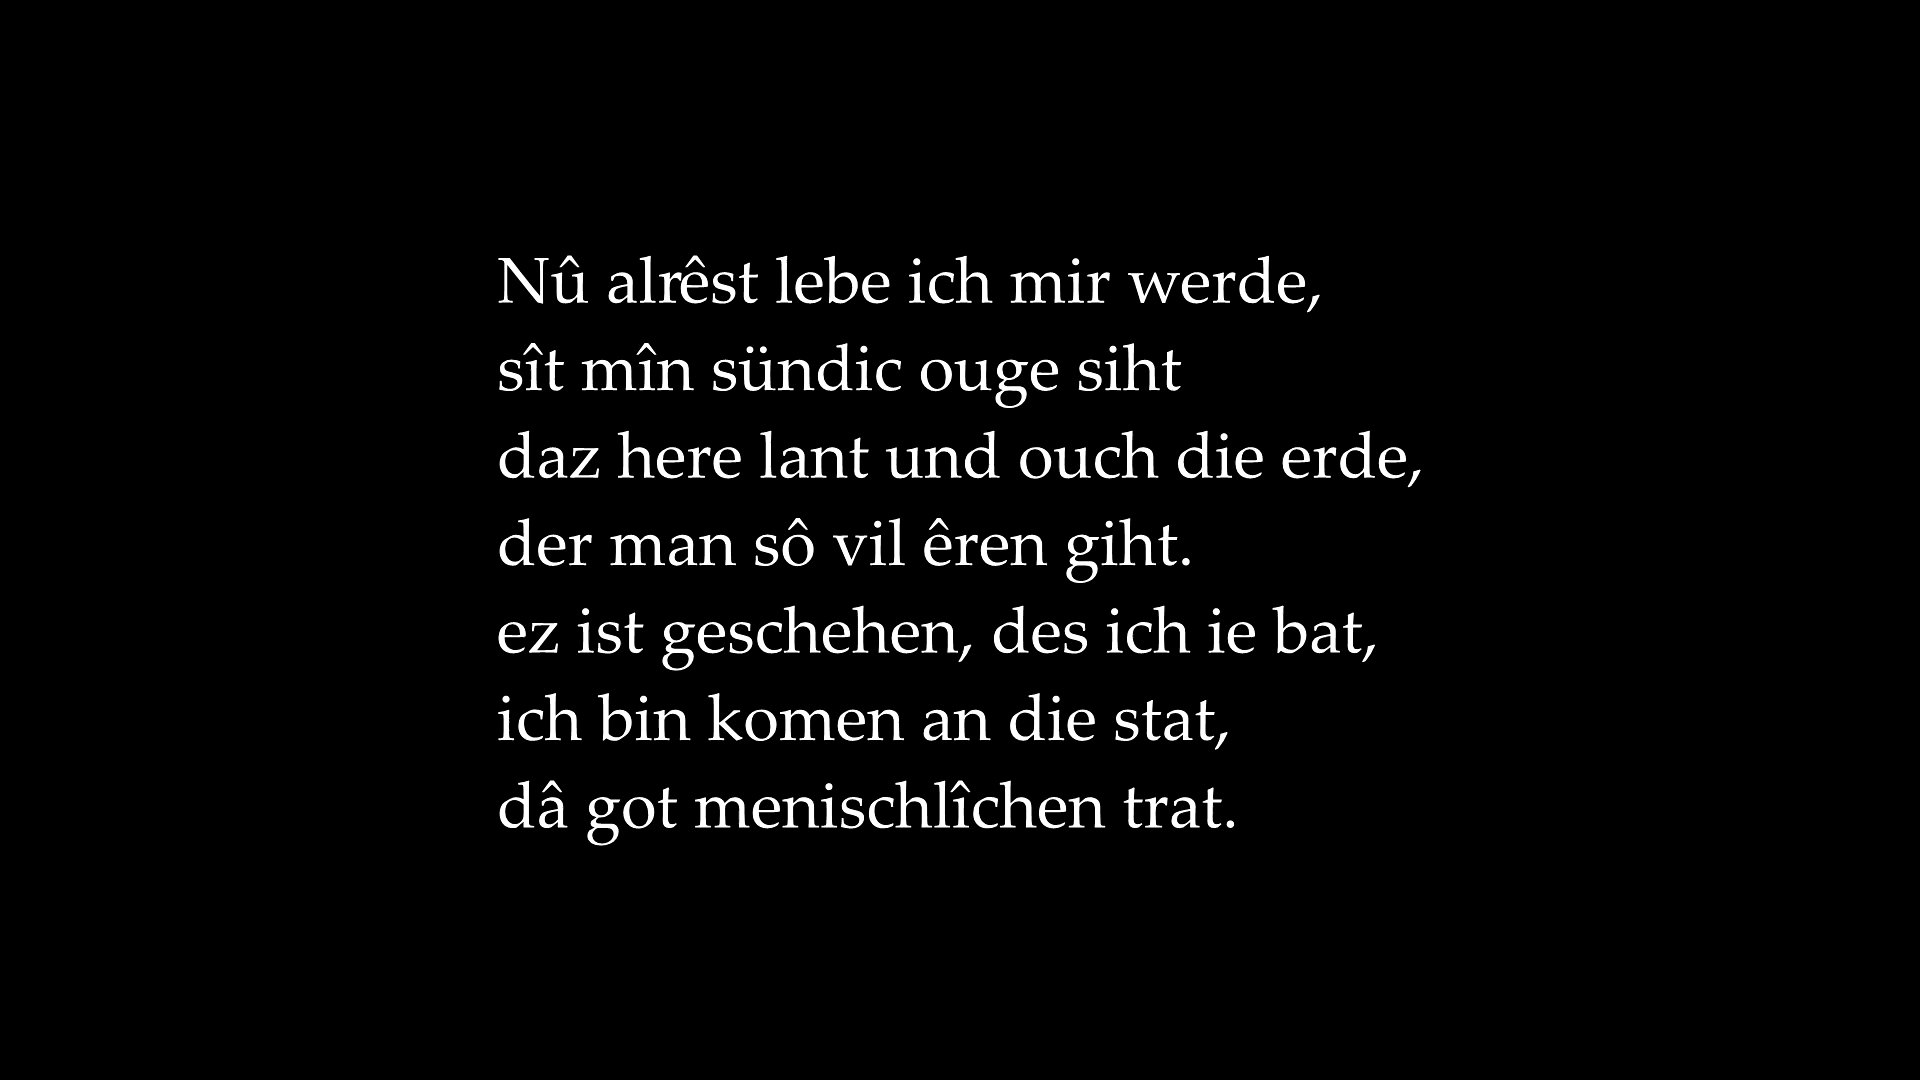 Nû alrêst lebe ich mir werde,
sît mîn sündic ouge siht
daz here lant und ouch die erde,
der man sô vil êren giht.
ez ist geschehen, des ich ie bat,
ich bin komen an die stat,
dâ got menischlîchen trat.